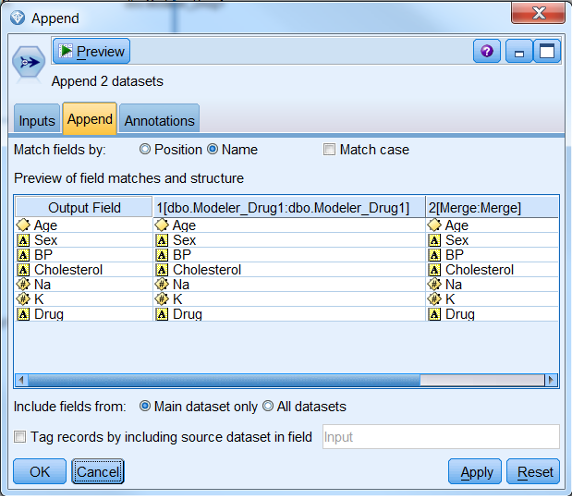 Append
Preview
?
Append 2 datasets
Inputs Append Annotations
Match fields by: Position Name Match case
Preview of field matches and structure
Output Field 1[dbo.Modeler_Drug1:dbo.Modeler_Drug1] 2[Merge:Merge]
Age Age Age
A Sex A Sex A Sex
A BP A BP A BP
A Cholesterol A Cholesterol A Cholesterol
# Na # Na # Na
# K # K # K
A Drug A Drug A Drug
Include fields from: Main dataset only All datasets
Tag records by including source dataset in field Input
OK Cancel Apply Reset